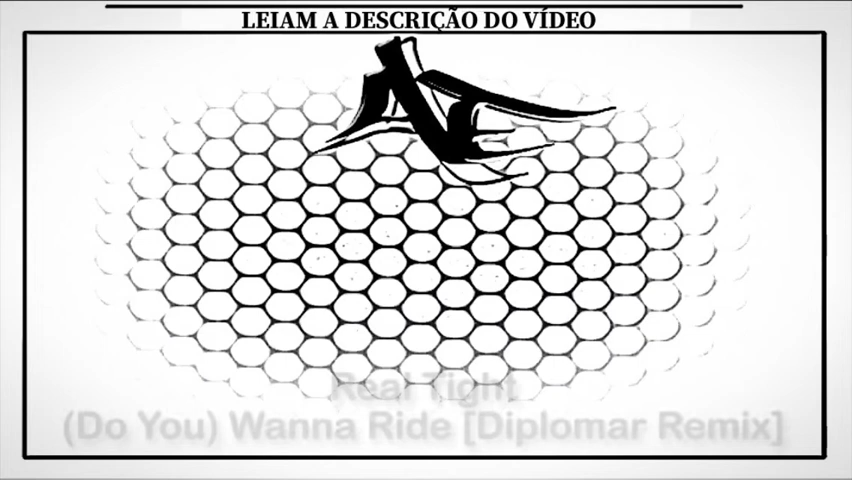 LEIAM A DESCRIÇÃO DO VÍDEO
Real Tight
(Do You) Wanna Ride [Diplomar Remix]